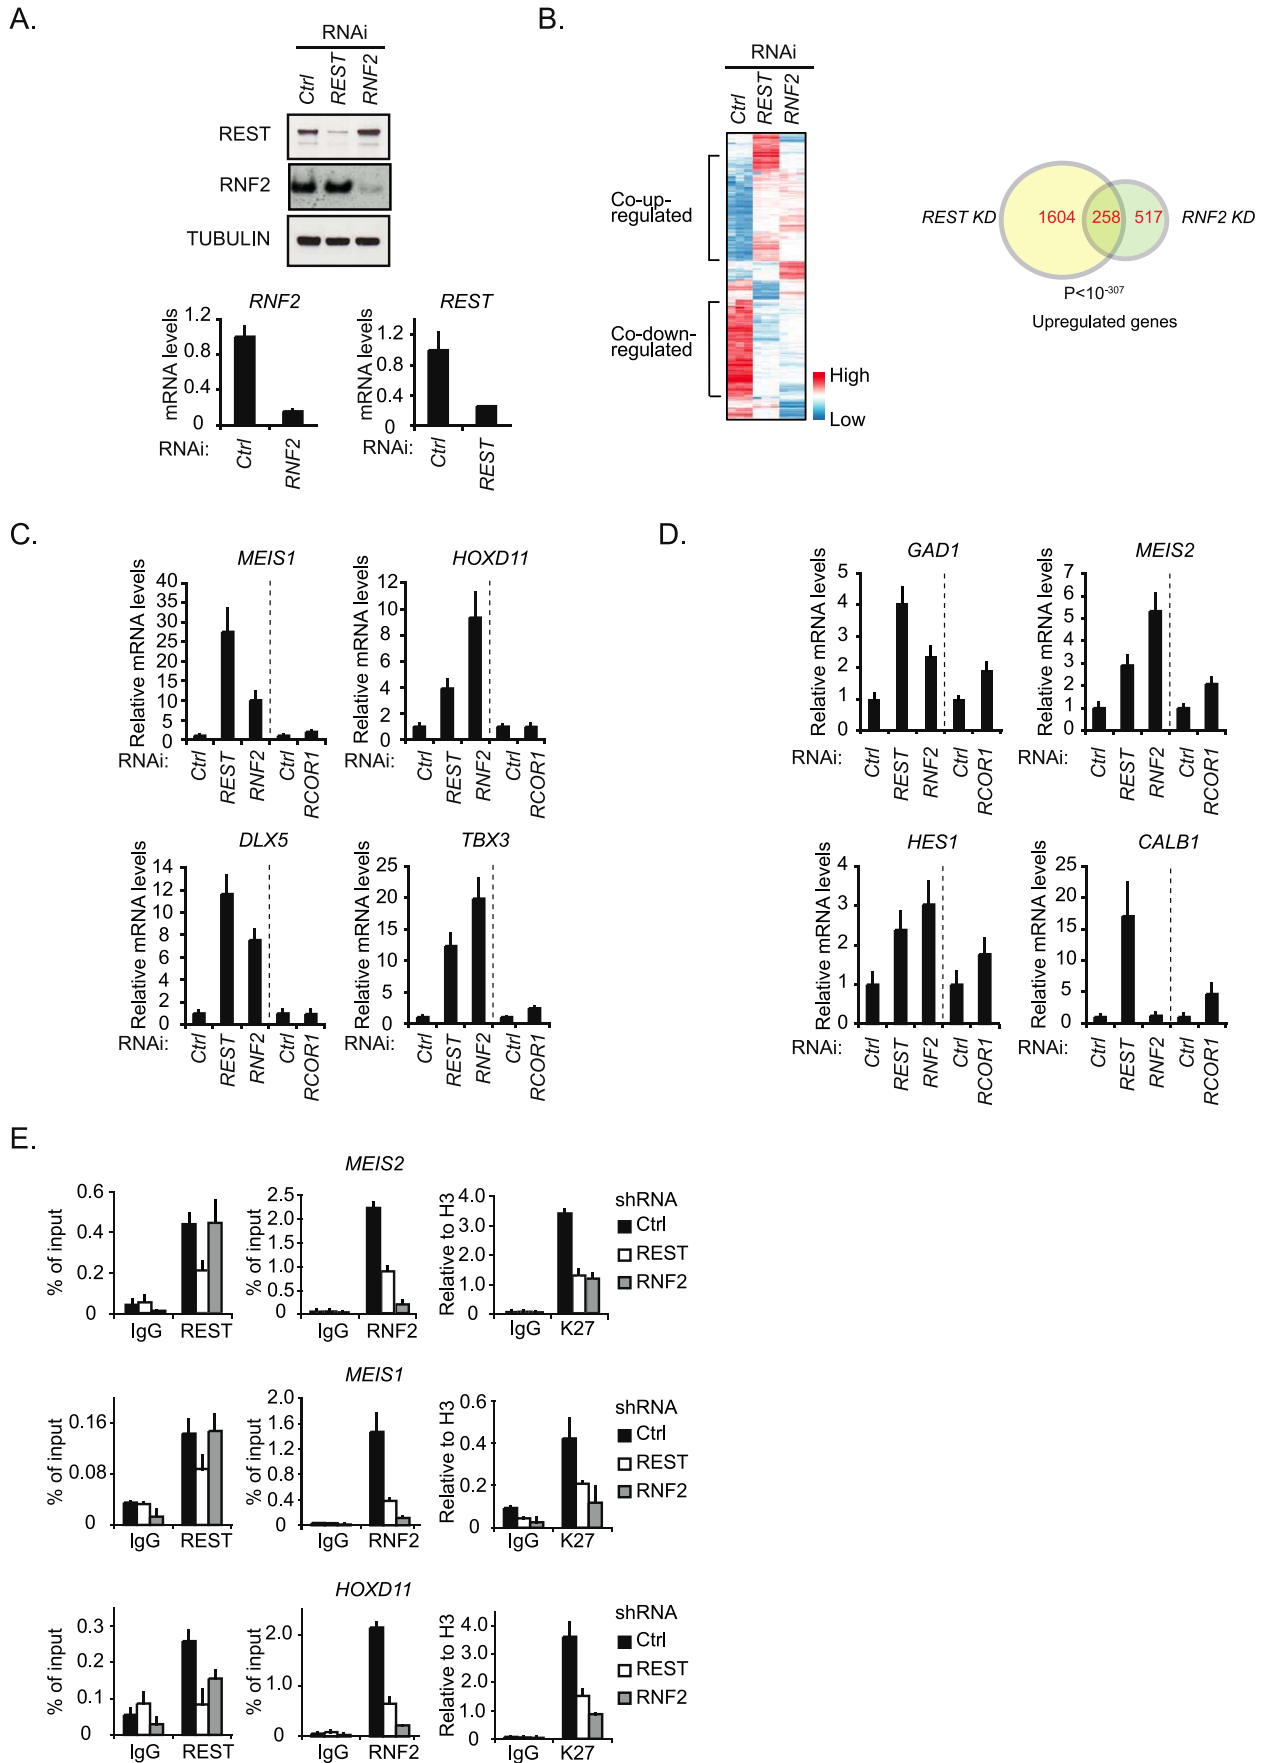 A.
RNAi
Ctrl REST RNF2
REST
RNF2
TUBULIN
RNF2
mRNA levels
1.2
0.8
0.4
0
RNAi: Ctrl RNF2
REST
mRNA levels
1.2
0.8
0.4
0
RNAi: Ctrl REST
B.
RNAi
Ctrl REST RNF2
Co-up-
regulated
Co-down-
regulated
High
Low
REST KD 1604 258 517 RNF2 KD
P<10-307
Upregulated genes
C.
MEIS1
Relative mRNA levels
40
35
30
25
20
15
10
5
0
RNAi: Ctrl REST RNF2 Ctrl RCOR1
HOXD11
Relative mRNA levels
12
10
8
6
4
2
0
RNAi: Ctrl REST RNF2 Ctrl RCOR1
DLX5
Relative mRNA levels
14
12
10
8
6
4
2
0
RNAi: Ctrl REST RNF2 Ctrl RCOR1
TBX3
Relative mRNA levels
25
20
15
10
5
0
RNAi: Ctrl REST RNF2 Ctrl RCOR1
D.
GAD1
Relative mRNA levels
5
4
3
2
1
0
RNAi: Ctrl REST RNF2 Ctrl RCOR1
MEIS2
Relative mRNA levels
7
6
5
4
3
2
1
0
RNAi: Ctrl REST RNF2 Ctrl RCOR1
HES1
Relative mRNA levels
4
3
2
1
0
RNAi: Ctrl REST RNF2 Ctrl RCOR1
CALB1
Relative mRNA levels
25
20
15
10
5
0
RNAi: Ctrl REST RNF2 Ctrl RCOR1
E.
MEIS2
% of input
0.6
0.4
0.2
0
IgG REST
% of input
2.5
2.0
1.5
1.0
0.5
0
IgG RNF2
Relative to H3
4.0
3.0
2.0
1.0
0
IgG K27
shRNA
Ctrl
REST
RNF2
MEIS1
% of input
0.16
0.08
0
IgG REST
% of input
2.0
1.6
1.2
0.8
0.4
0
IgG RNF2
Relative to H3
0.6
0.4
0.2
0
IgG K27
shRNA
Ctrl
REST
RNF2
HOXD11
% of input
0.3
0.2
0.1
0
IgG REST
% of input
2.0
1.0
0
IgG RNF2
Relative to H3
4.0
3.0
2.0
1.0
0
IgG K27
shRNA
Ctrl
REST
RNF2